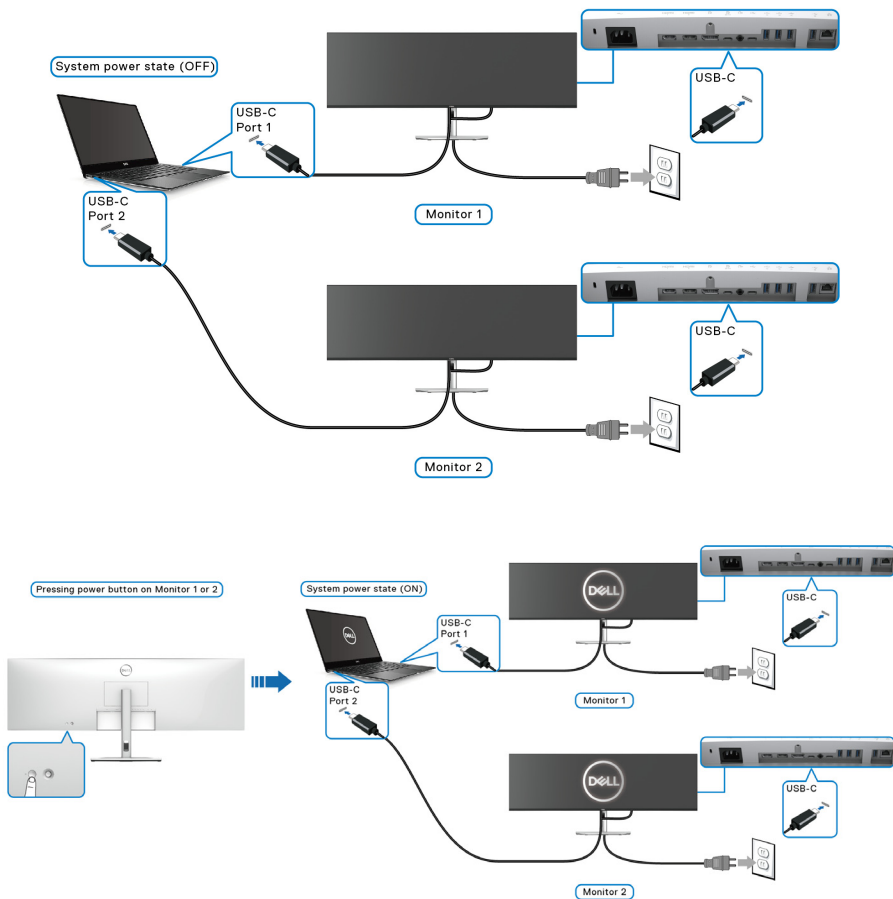 System power state (OFF)
USB-C
Port 1
USB-C
Monitor 1
USB-C
Port 2
USB-C
Monitor 2
Pressing power button on Monitor 1 or 2
System power state (ON)
DELL
DELL
USB-C
Port 1
USB-C
DELL
Monitor 1
USB-C
Port 2
DELL
USB-C
Monitor 2